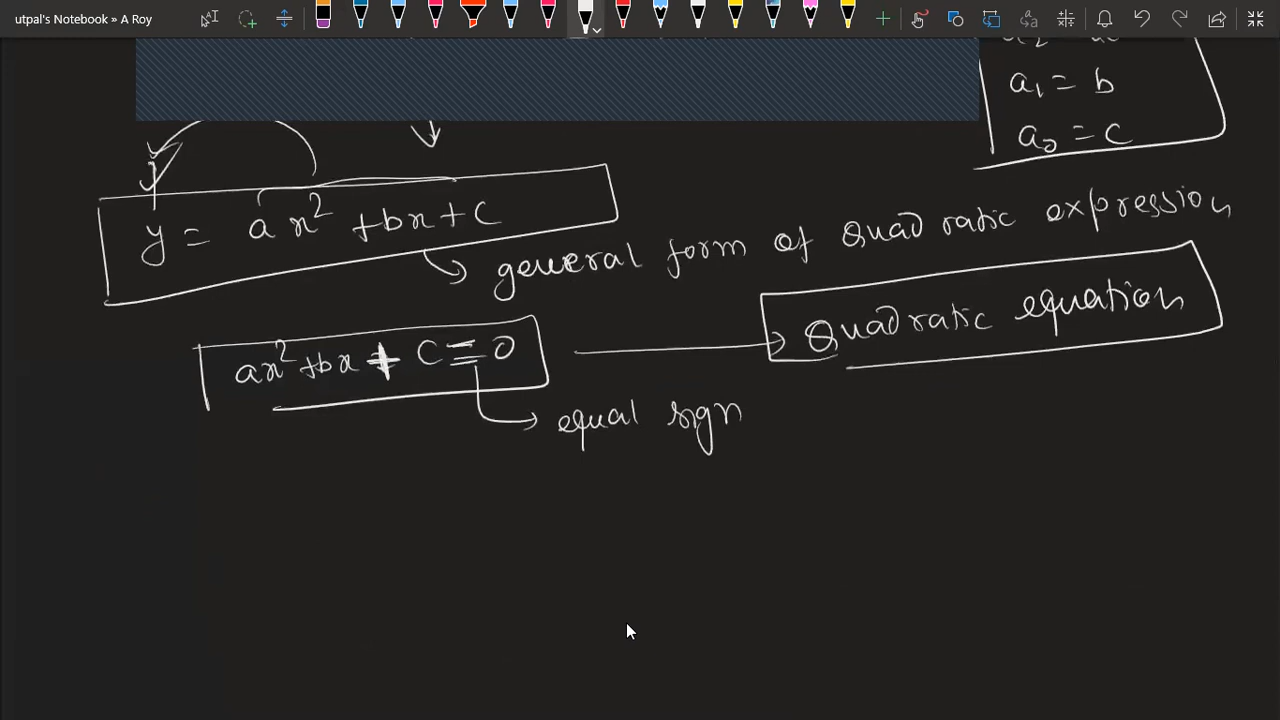 utpal's Notebook » A Roy
a₁ = b
a₀ = c
y = ax² + bx + c
general form of Quadratic expression
ax² + bx + c = 0
Quadratic equation
equal sign